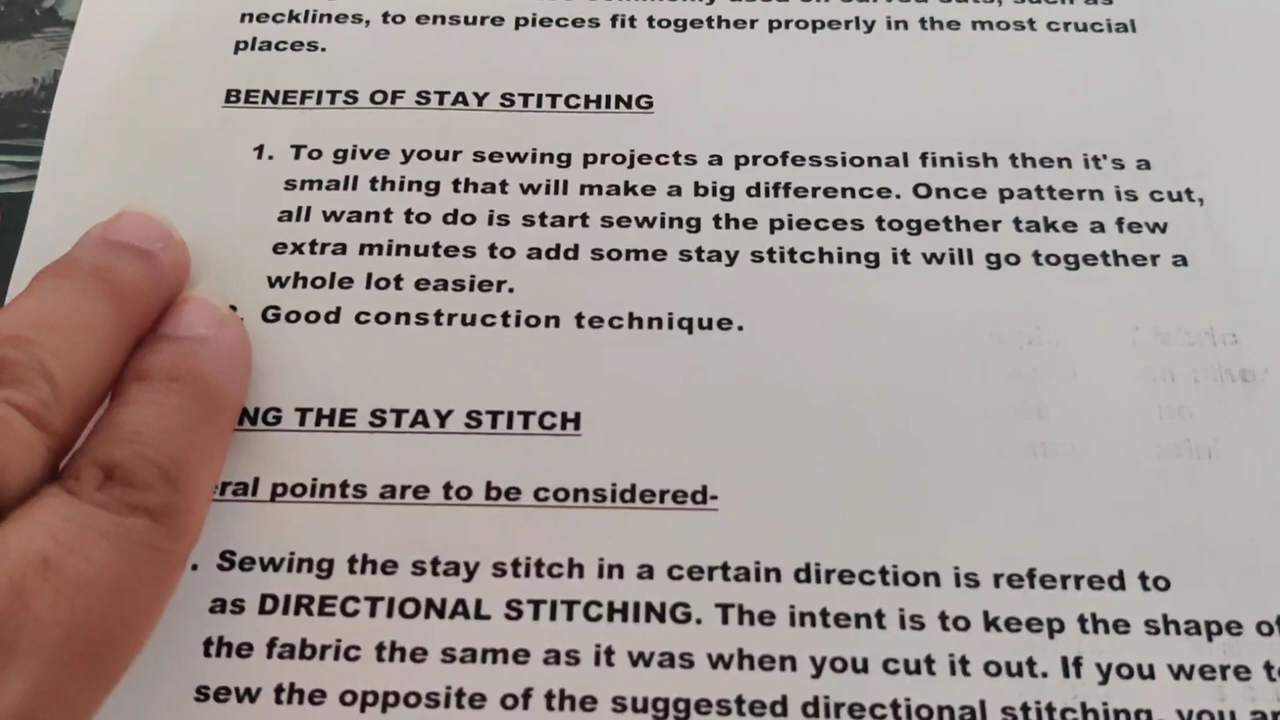 necklines, to ensure pieces fit together properly in the most crucial
places.
BENEFITS OF STAY STITCHING
1. To give your sewing projects a professional finish then it's a
small thing that will make a big difference. Once pattern is cut,
all want to do is start sewing the pieces together take a few
extra minutes to add some stay stitching it will go together a
whole lot easier.
. Good construction technique.
NG THE STAY STITCH
ral points are to be considered-
. Sewing the stay stitch in a certain direction is referred to
as DIRECTIONAL STITCHING. The intent is to keep the shape of
the fabric the same as it was when you cut it out. If you were to
sew the opposite of the suggested directional stitching, you